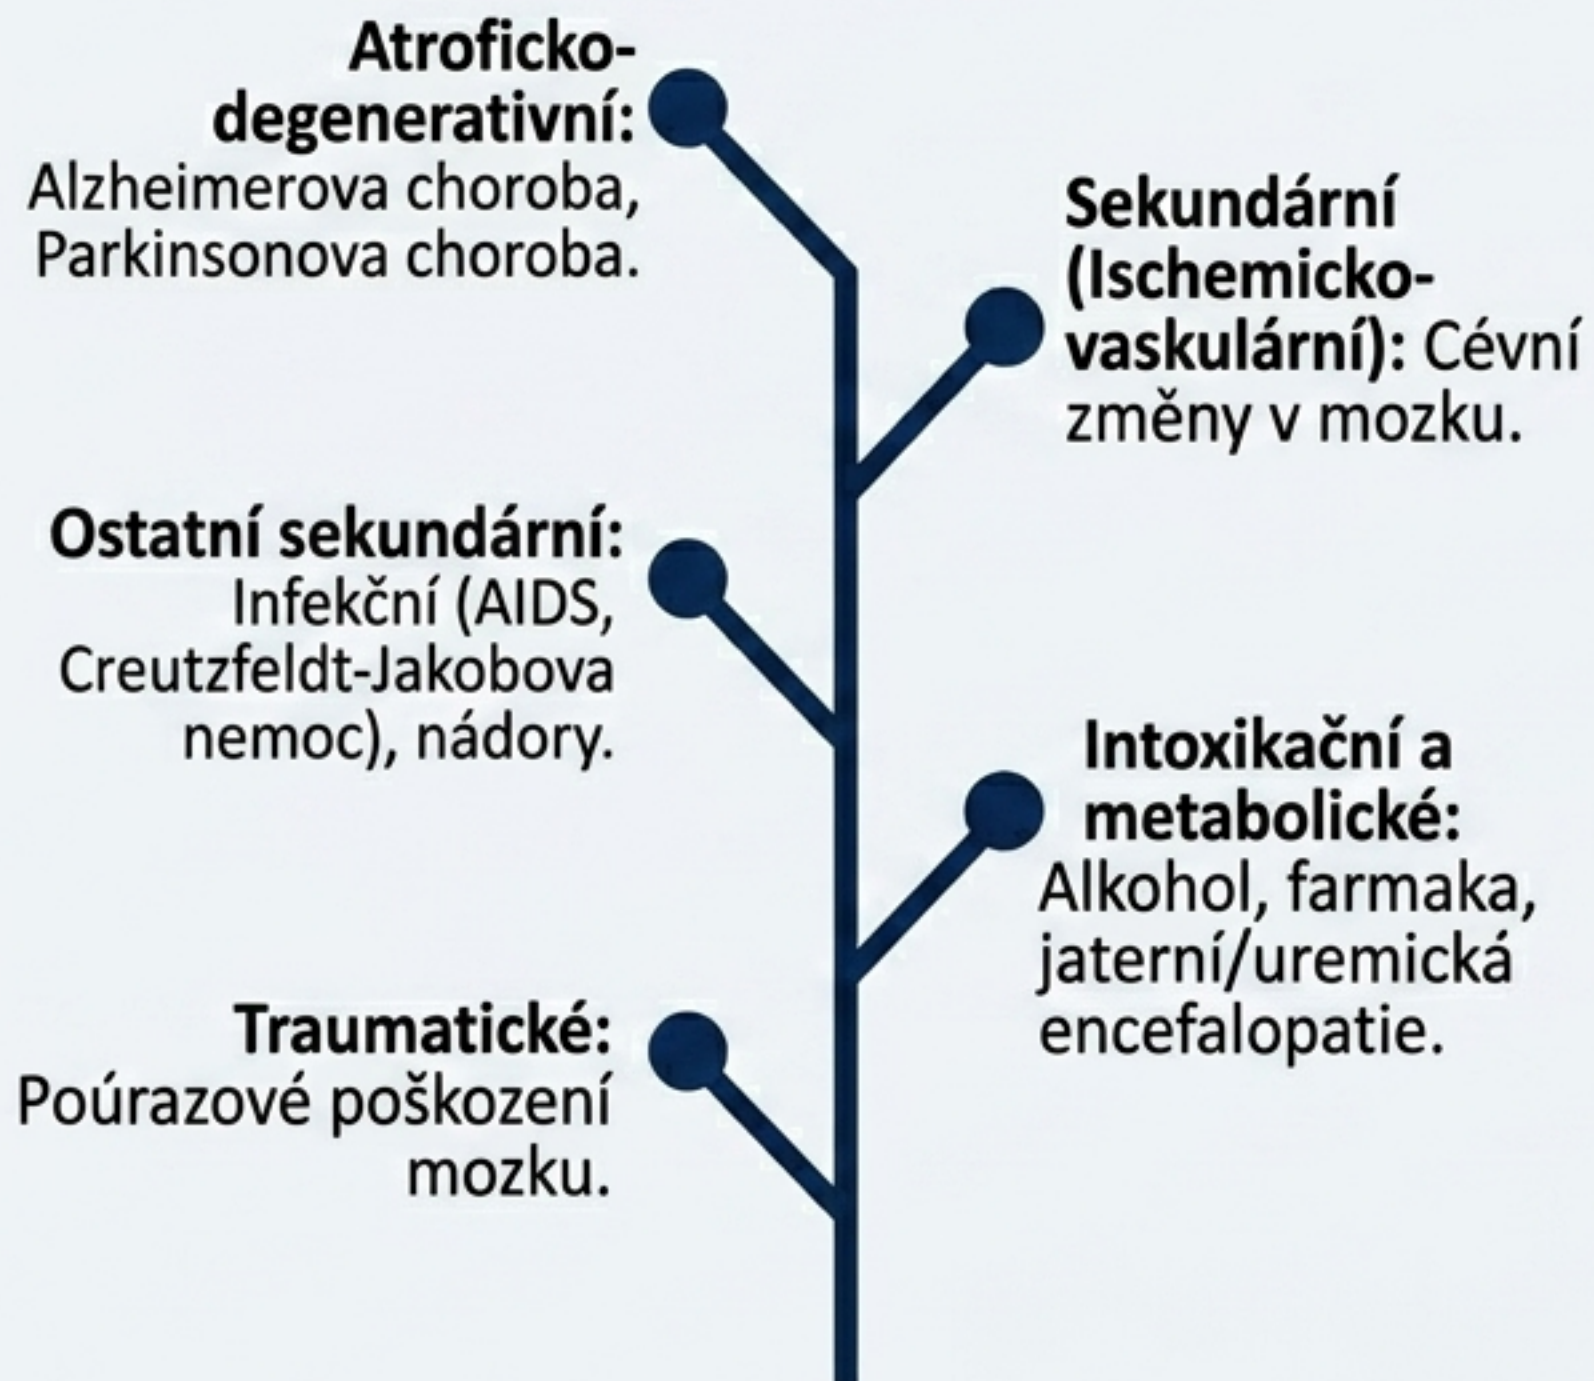 Atroficko-
degenerativní:
Alzheimerova choroba,
Parkinsonova choroba.
Sekundární
(Ischemicko-
vaskulární): Cévní
změny v mozku.
Ostatní sekundární:
Infekční (AIDS,
Creutzfeldt-Jakobova
nemoc), nádory.
Intoxikační a
metabolické:
Alkohol, farmaka,
jaterní/uremická
encefalopatie.
Traumatické:
Poúrazové poškození
mozku.